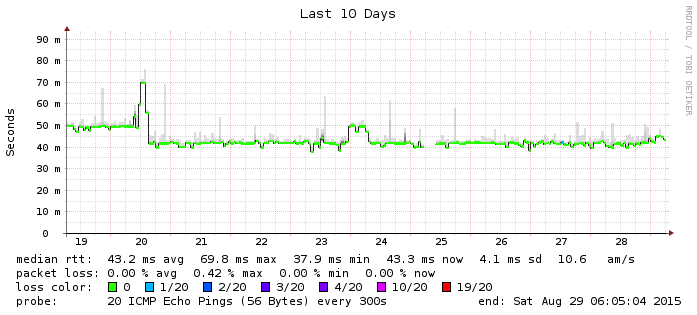 Last 10 Days
RRDTOOL / TOBI OETIKER
Seconds
90 m
80 m
70 m
60 m
50 m
40 m
30 m
20 m
10 m
0
19 20 21 22 23 24 25 26 27 28
median rtt: 43.2 ms avg 69.8 ms max 37.9 ms min 43.3 ms now 4.1 ms sd 10.6 am/s
packet loss: 0.00 % avg 0.42 % max 0.00 % min 0.00 % now
loss color: 0 1/20 2/20 3/20 4/20 10/20 19/20
probe: 20 ICMP Echo Pings (56 Bytes) every 300s end: Sat Aug 29 06:05:04 2015